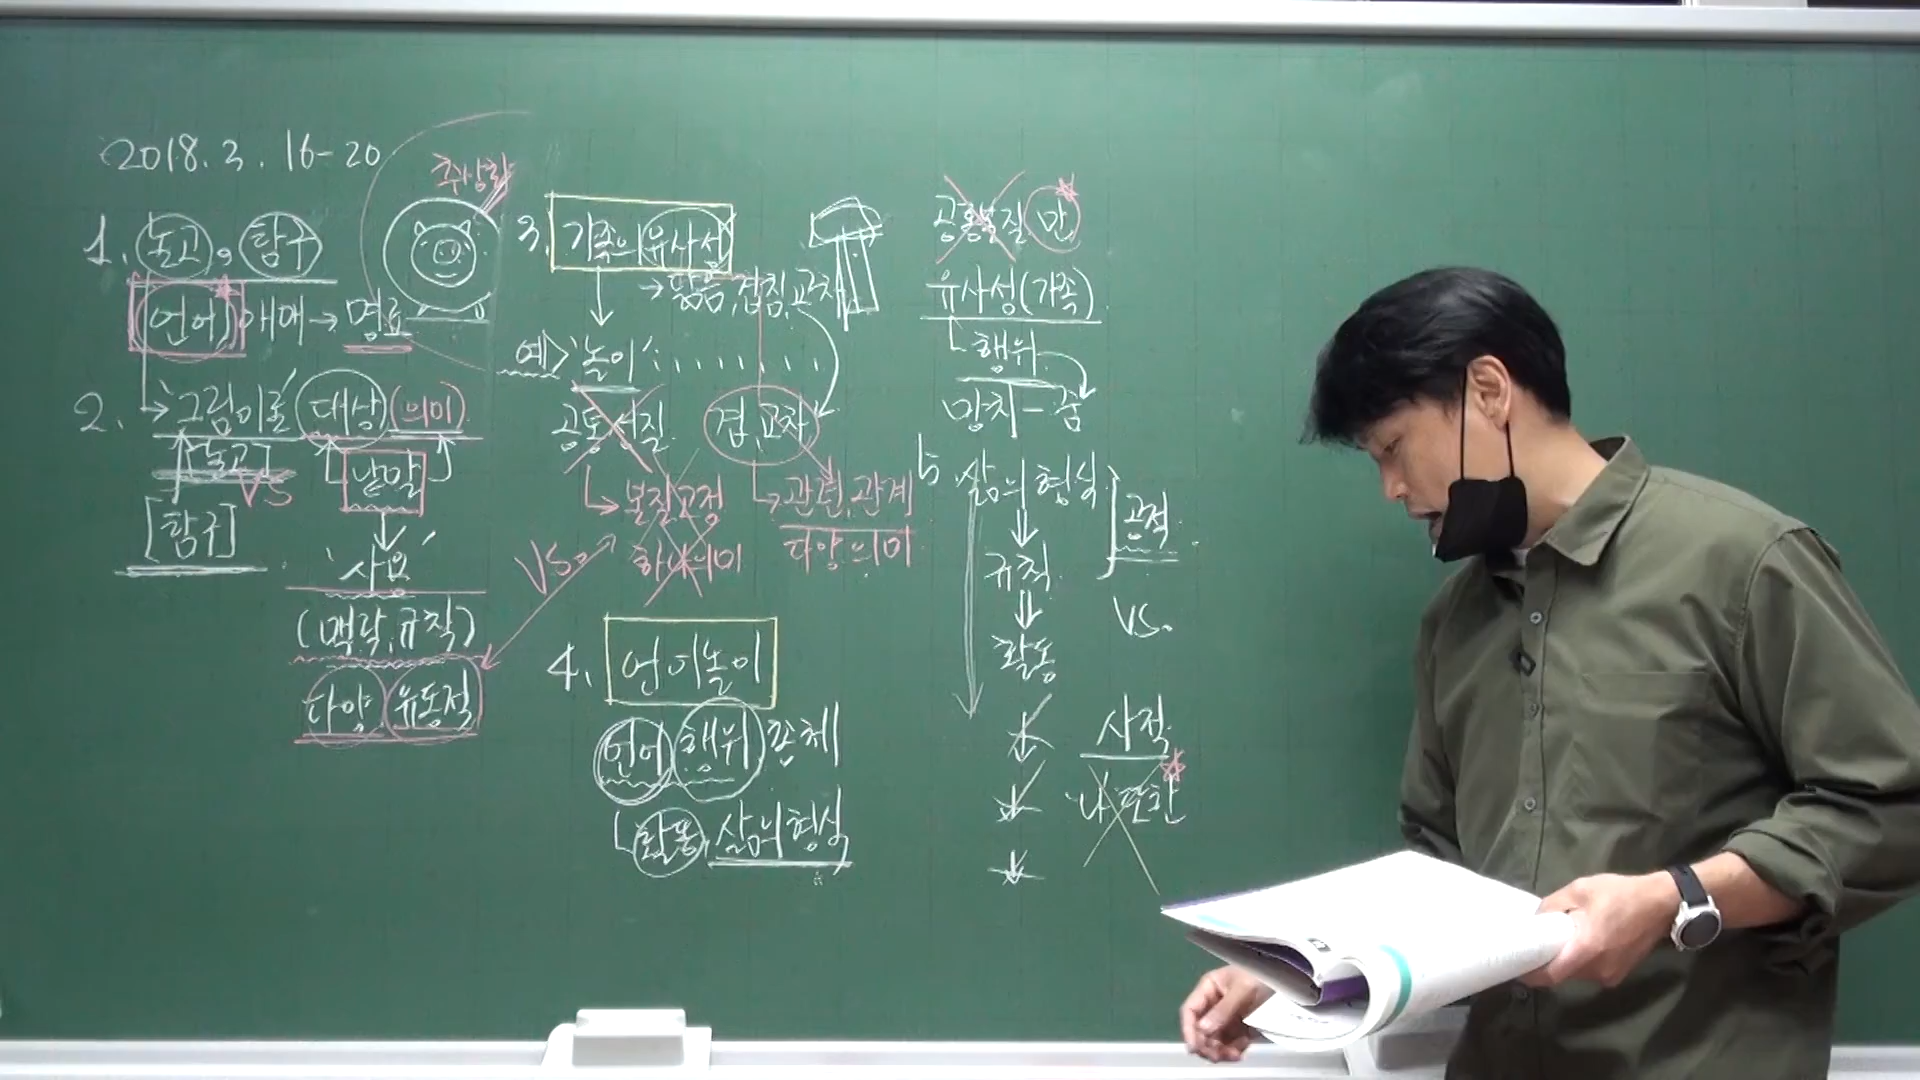 2018. 3. 16-20
추상화
1. 논고, 탐구
언어 애매 → 명료
2. → '그림이론' 대상 (의미)
[논고]
VS
낱말
[탐구]
'사용'
(맥락, 규칙)
다양 유동적
3. 가족 유사성
→ 닮음, 겹침, 교차
예> '놀이' : . . . . . . .
공통성질
겹, 교차
→ 본질 고정
하나 의미
→ 관련, 관계
다양 의미
VS.
4. 언어놀이
언어 행위 총체
활동, 삶의 형식
공통본질 만
유사성(가족)
행위
망치 - 굽
5 삶의 형식
규칙
활동
공적
VS.
사적
나 판단